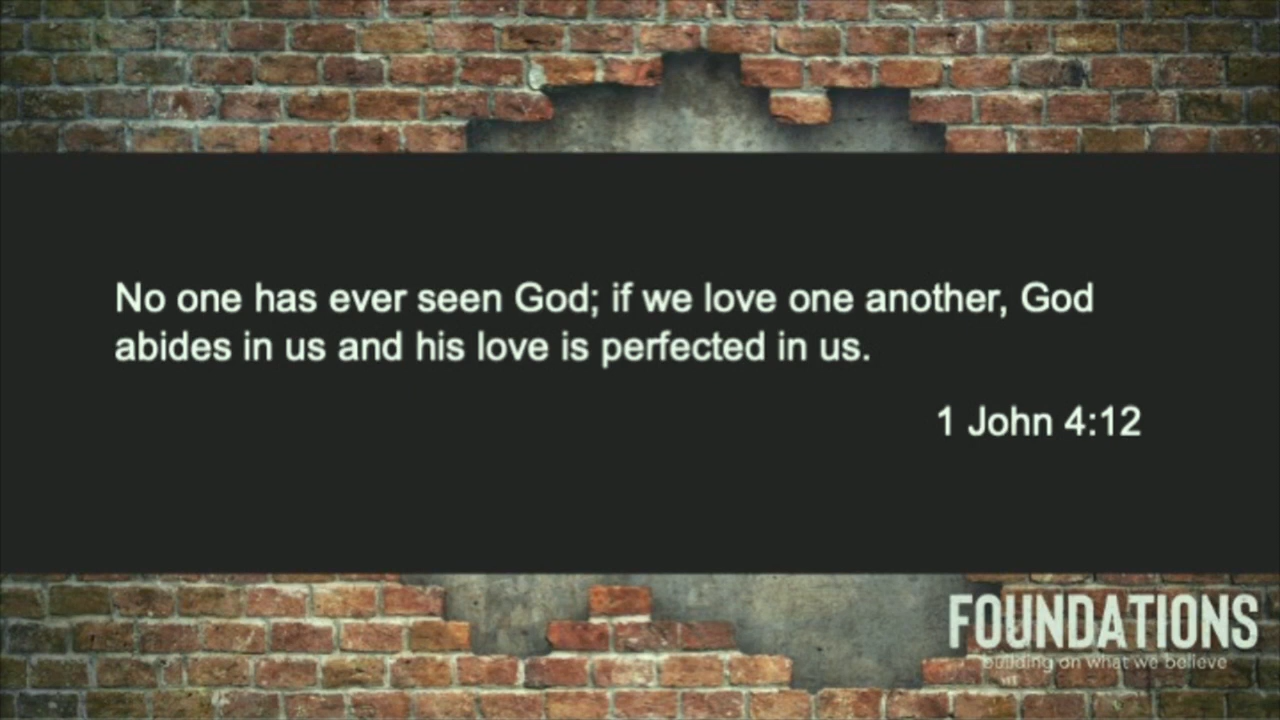 No one has ever seen God; if we love one another, God
abides in us and his love is perfected in us.
1 John 4:12
FOUNDATIONS
building on what we believe